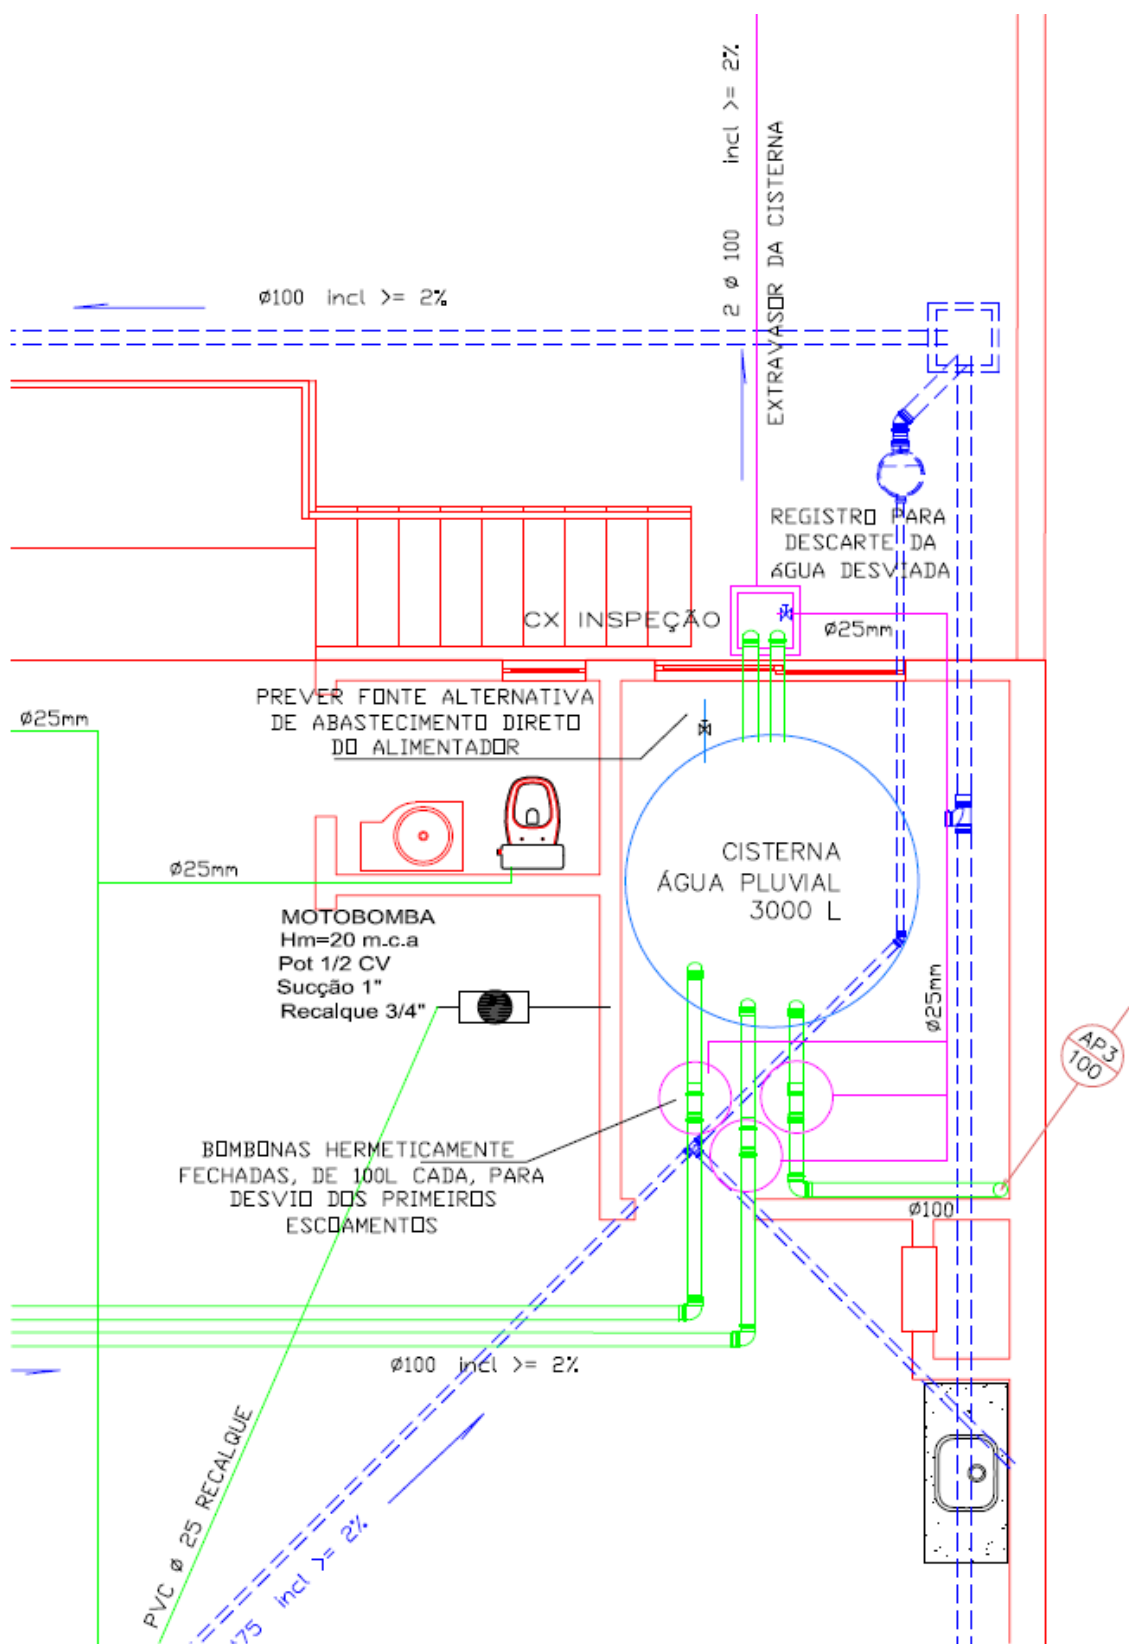 2 ø 100 incl >= 2%
EXTRAVASOR DA CISTERNA
ø100 incl >= 2%
REGISTRO PARA
DESCARTE DA
ÁGUA DESVIADA
CX INSPEÇÃO
ø25mm
PREVER FONTE ALTERNATIVA
DE ABASTECIMENTO DIRETO
DO ALIMENTADOR
ø25mm
CISTERNA
ÁGUA PLUVIAL
3000 L
ø25mm
MOTOBOMBA
Hm=20 m.c.a
Pot 1/2 CV
Sucção 1"
Recalque 3/4"
ø25mm
AP3
100
BOMBONAS HERMETICAMENTE
FECHADAS, DE 100L CADA, PARA
DESVIO DOS PRIMEIROS
ESCOAMENTOS
ø100
ø100 incl >= 2%
PVC ø 25 RECALQUE
75 incl >= 2%